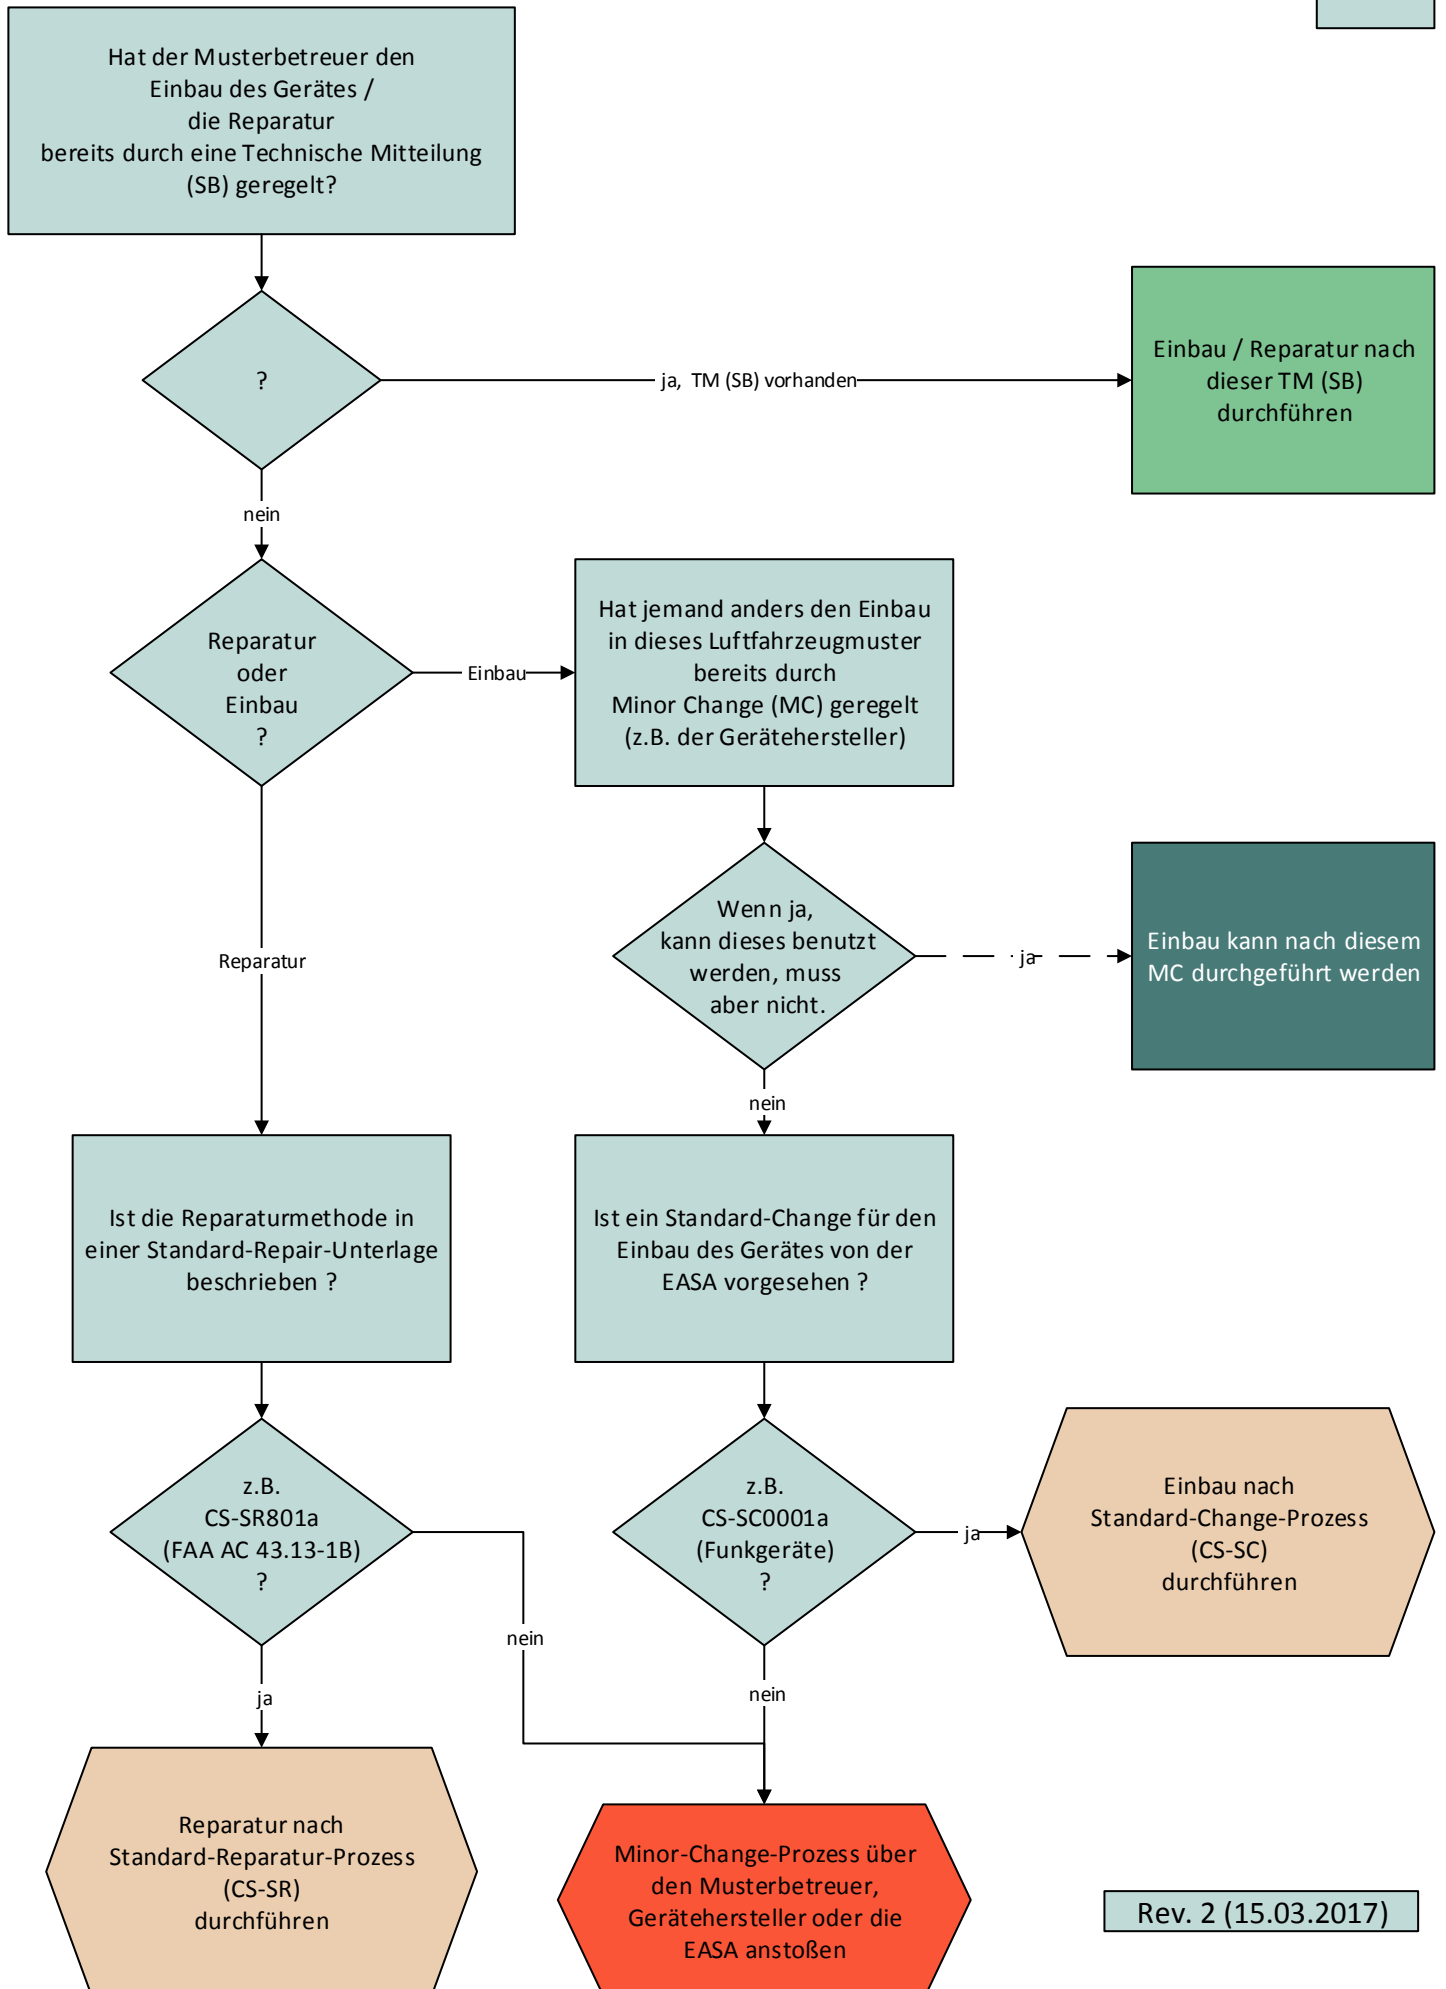 Hat der Musterbetreuer den
Einbau des Gerätes /
die Reparatur
bereits durch eine Technische Mitteilung
(SB) geregelt?
?
ja, TM (SB) vorhanden
Einbau / Reparatur nach
dieser TM (SB)
durchführen
nein
Reparatur
oder
Einbau
?
Einbau
Hat jemand anders den Einbau
in dieses Luftfahrzeugmuster
bereits durch
Minor Change (MC) geregelt
(z.B. der Gerätehersteller)
Wenn ja,
kann dieses benutzt
werden, muss
aber nicht.
ja
Einbau kann nach diesem
MC durchgeführt werden
Reparatur
nein
Ist die Reparaturmethode in
einer Standard-Repair-Unterlage
beschrieben ?
Ist ein Standard-Change für den
Einbau des Gerätes von der
EASA vorgesehen ?
z.B.
CS-SR801a
(FAA AC 43.13-1B)
?
z.B.
CS-SC0001a
(Funkgeräte)
?
ja
Einbau nach
Standard-Change-Prozess
(CS-SC)
durchführen
nein
ja
nein
Reparatur nach
Standard-Reparatur-Prozess
(CS-SR)
durchführen
Minor-Change-Prozess über
den Musterbetreuer,
Gerätehersteller oder die
EASA anstoßen
Rev. 2 (15.03.2017)